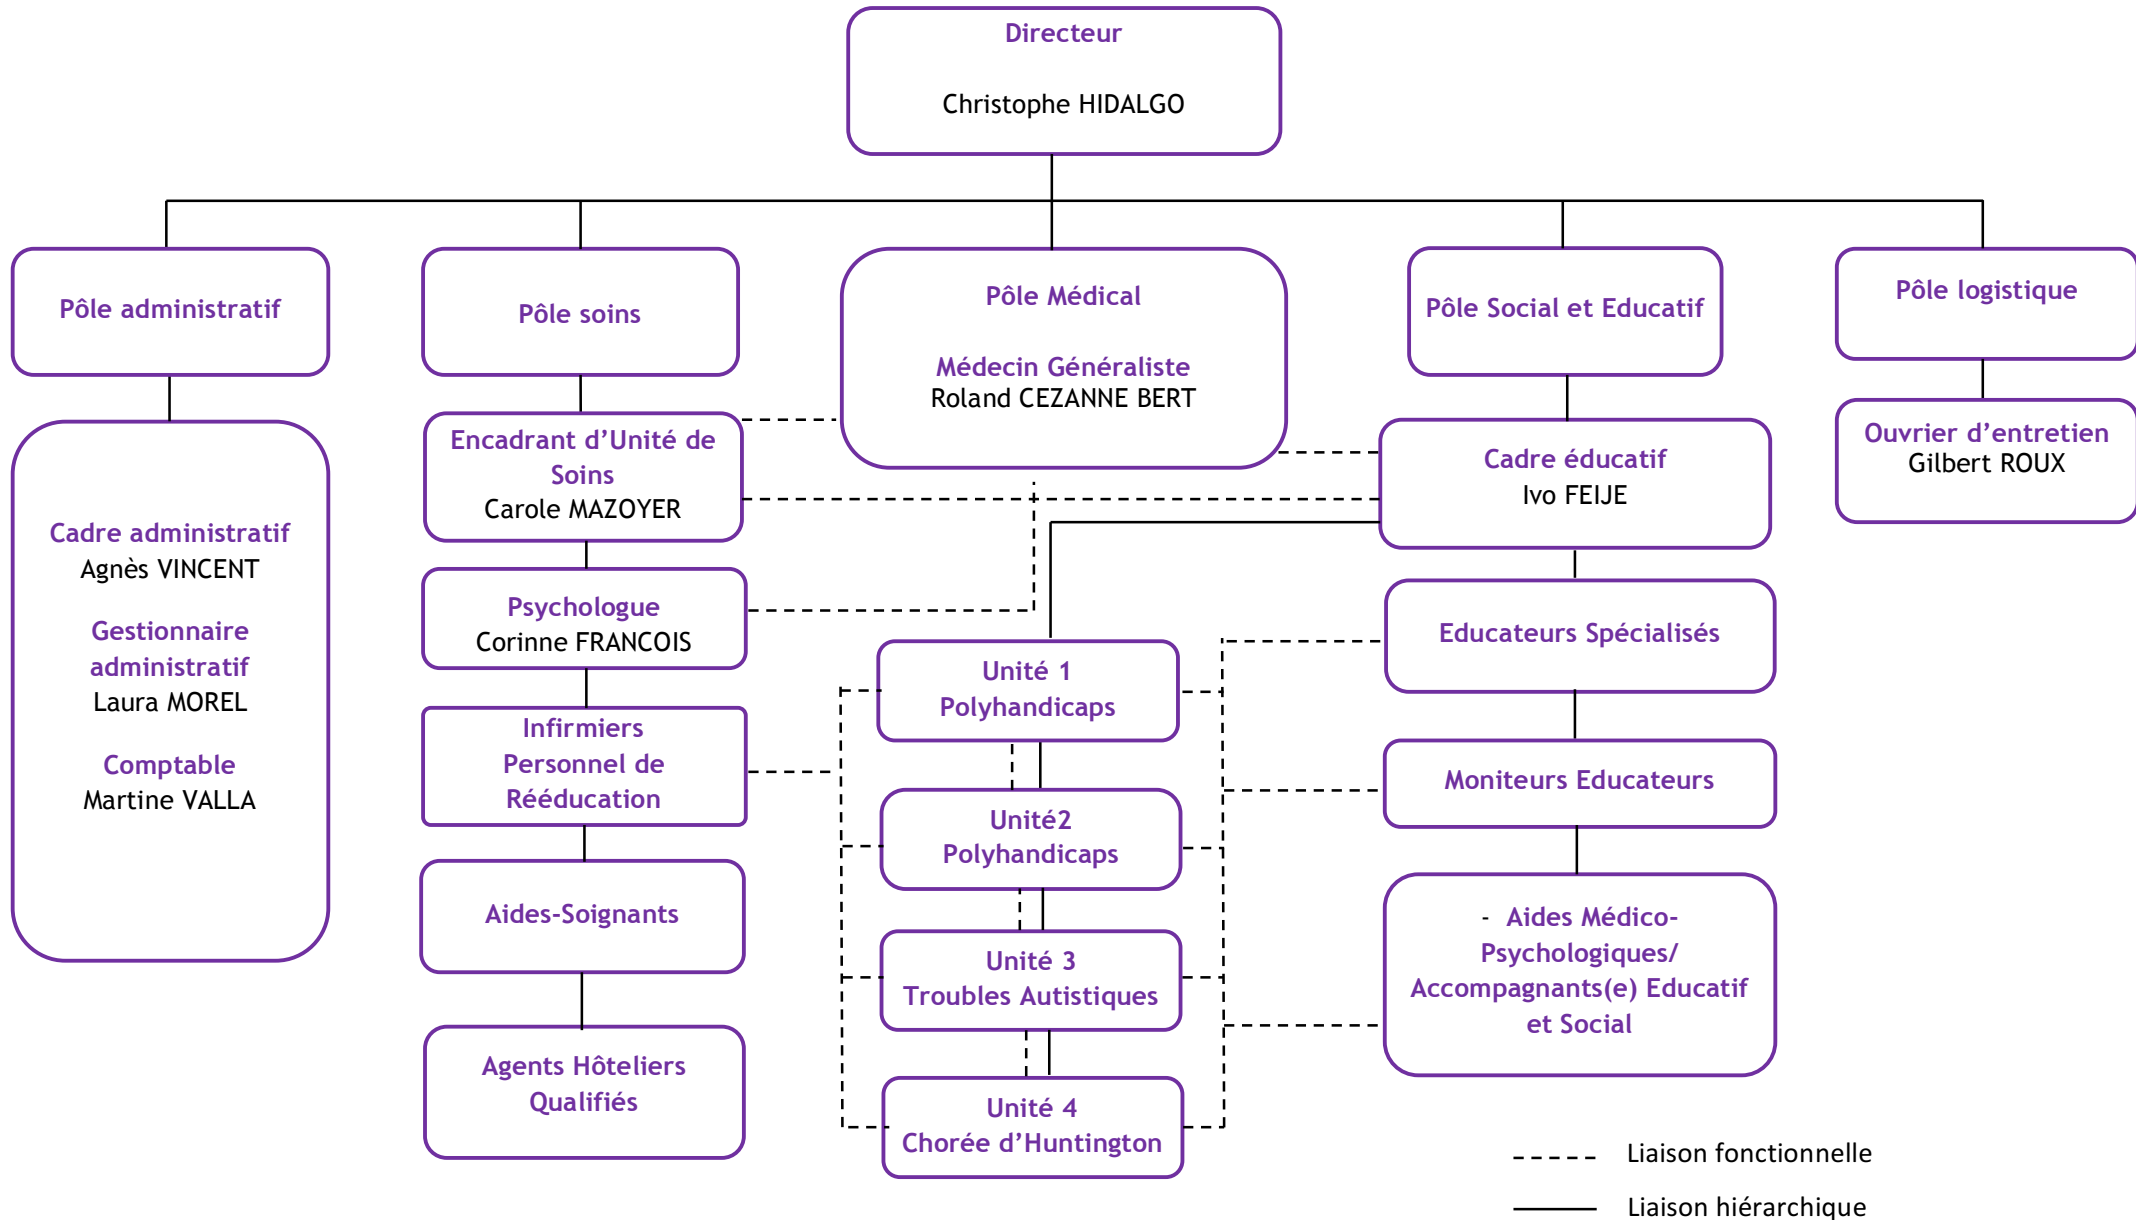 Directeur
Christophe HIDALGO
Pôle administratif
Pôle soins
Pôle Médical
Médecin Généraliste
Roland CEZANNE BERT
Pôle Social et Educatif
Pôle logistique
Cadre administratif
Agnès VINCENT
Gestionnaire
administratif
Laura MOREL
Comptable
Martine VALLA
Encadrant d’Unité de
Soins
Carole MAZOYER
Psychologue
Corinne FRANCOIS
Infirmiers
Personnel de
Rééducation
Aides-Soignants
Agents Hôteliers
Qualifiés
Unité 1
Polyhandicaps
Unité2
Polyhandicaps
Unité 3
Troubles Autistiques
Unité 4
Chorée d’Huntington
Cadre éducatif
Ivo FEIJE
Educateurs Spécialisés
Moniteurs Educateurs
- Aides Médico-
Psychologiques/
Accompagnants(e) Educatif
et Social
Ouvrier d’entretien
Gilbert ROUX
Liaison fonctionnelle
Liaison hiérarchique